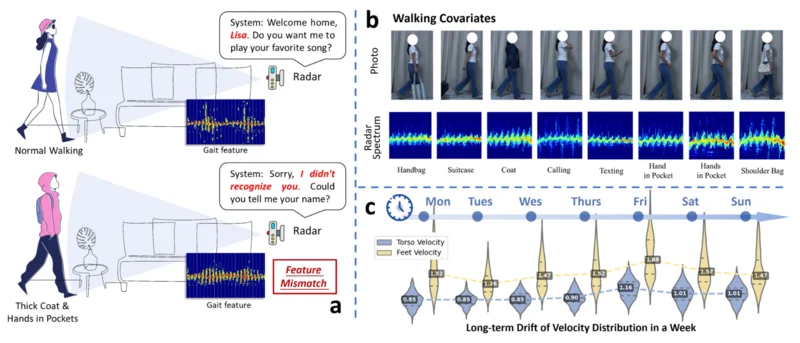 System: Welcome home,
Lisa. Do you want me to
play your favorite song?
Radar
Normal Walking
Gait feature
System: Sorry, I didn't
recognize you. Could
you tell me your name?
Radar
Feature
Mismatch
Thick Coat &
Hands in Pockets
Gait feature
a
b Walking Covariates
Photo
Radar
Spectrum
Handbag Suitcase Coat Calling Texting Hand
in Pocket Hands
in Pocket Shoulder Bag
c
Mon Tues Wes Thurs Fri Sat Sun
Torso Velocity
Feet Velocity
1.52 1.26 1.47 1.52 1.88 1.57 1.47
0.85 0.85 0.85 0.90 1.16 1.01 1.01
Long-term Drift of Velocity Distribution in a Week